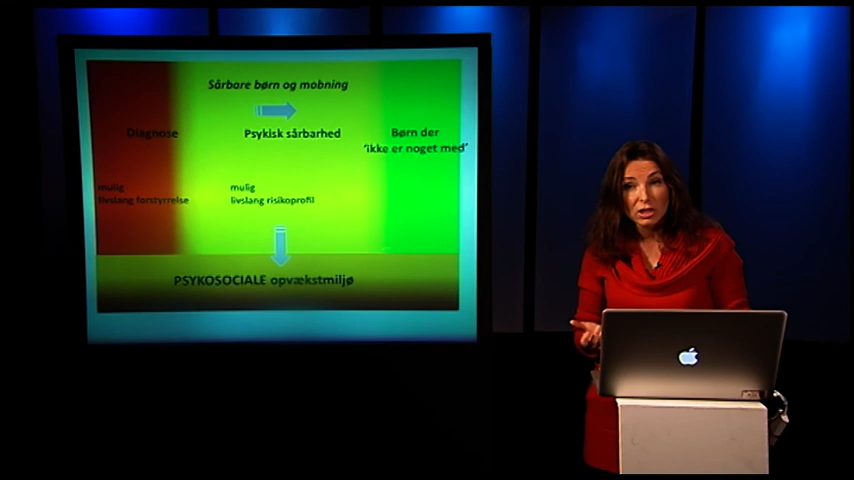 Sårbare børn og mobning
Diagnose
Psykisk sårbarhed
Børn der
'ikke er noget med'
mulig
livslang forstyrrelse
mulig
livslang risikoprofil
PSYKOSOCIALE opvækstmiljø